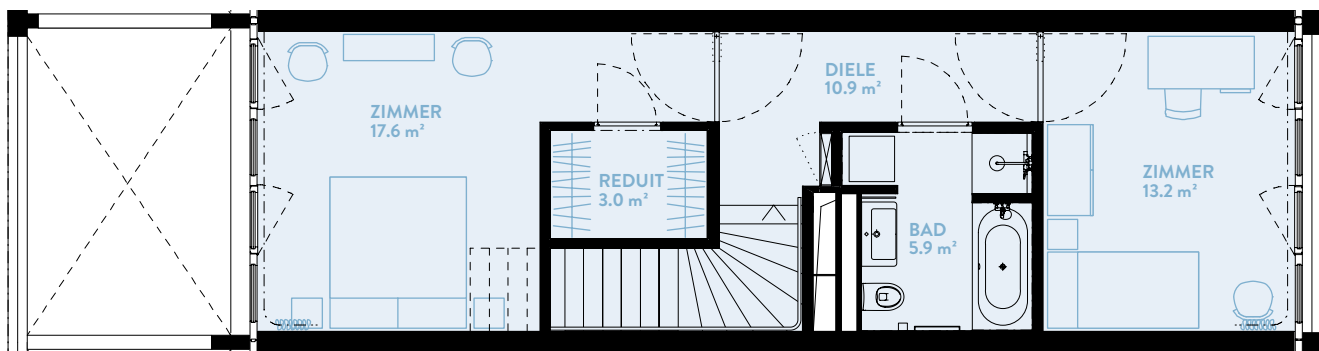 ZIMMER
17.6 m²
REDUIT
3.0 m²
DIELE
10.9 m²
BAD
5.9 m²
ZIMMER
13.2 m²